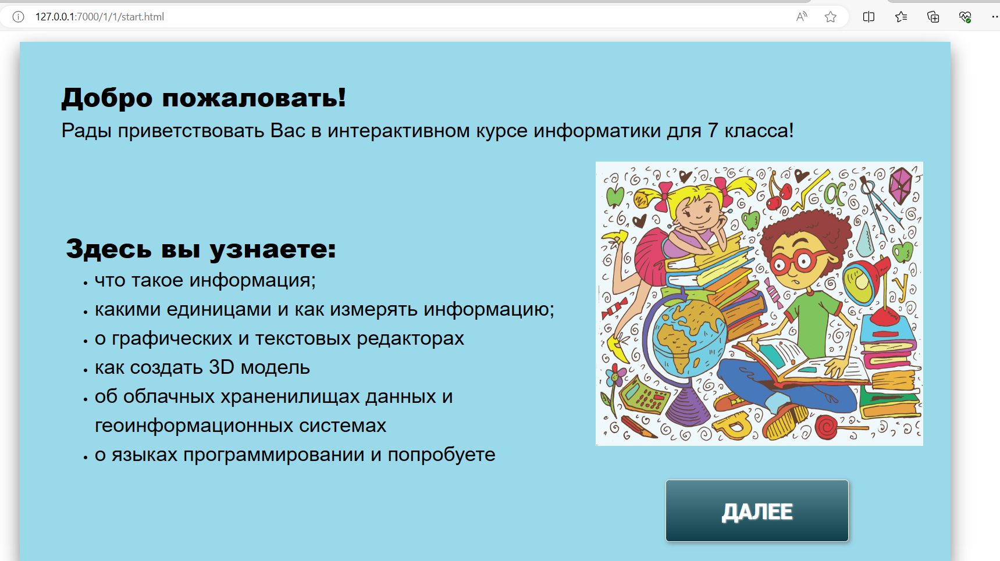 127.0.0.1:7000/1/1/start.html
Добро пожаловать!
Рады приветствовать Вас в интерактивном курсе информатики для 7 класса!
Здесь вы узнаете:
что такое информация;
какими единицами и как измерять информацию;
о графических и текстовых редакторах
как создать 3D модель
об облачных храненилищах данных и
геоинформационных системах
о языках программировании и попробуете
ДАЛЕЕ